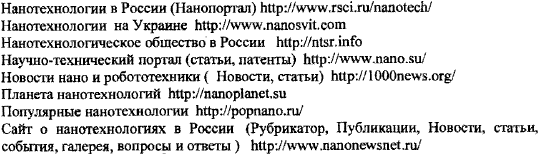 Нанотехнологии в России (Нанопортал) http://www.rsci.ru/nanotech/
Нанотехнологии на Украине http://www.nanosvit.com
Нанотехнологическое общество в России http://ntsr.info
Научно-технический портал (статьи, патенты) http://www.nano.su/
Новости нано и робототехники ( Новости, статьи) http://1000news.org/
Планета нанотехнологий http://nanoplanet.su
Популярные нанотехнологии http://popnano.ru/
Сайт о нанотехнологиях в России (Рубрикатор, Публикации, Новости, статьи,
события, галерея, вопросы и ответы ) http://www.nanonewsnet.ru/